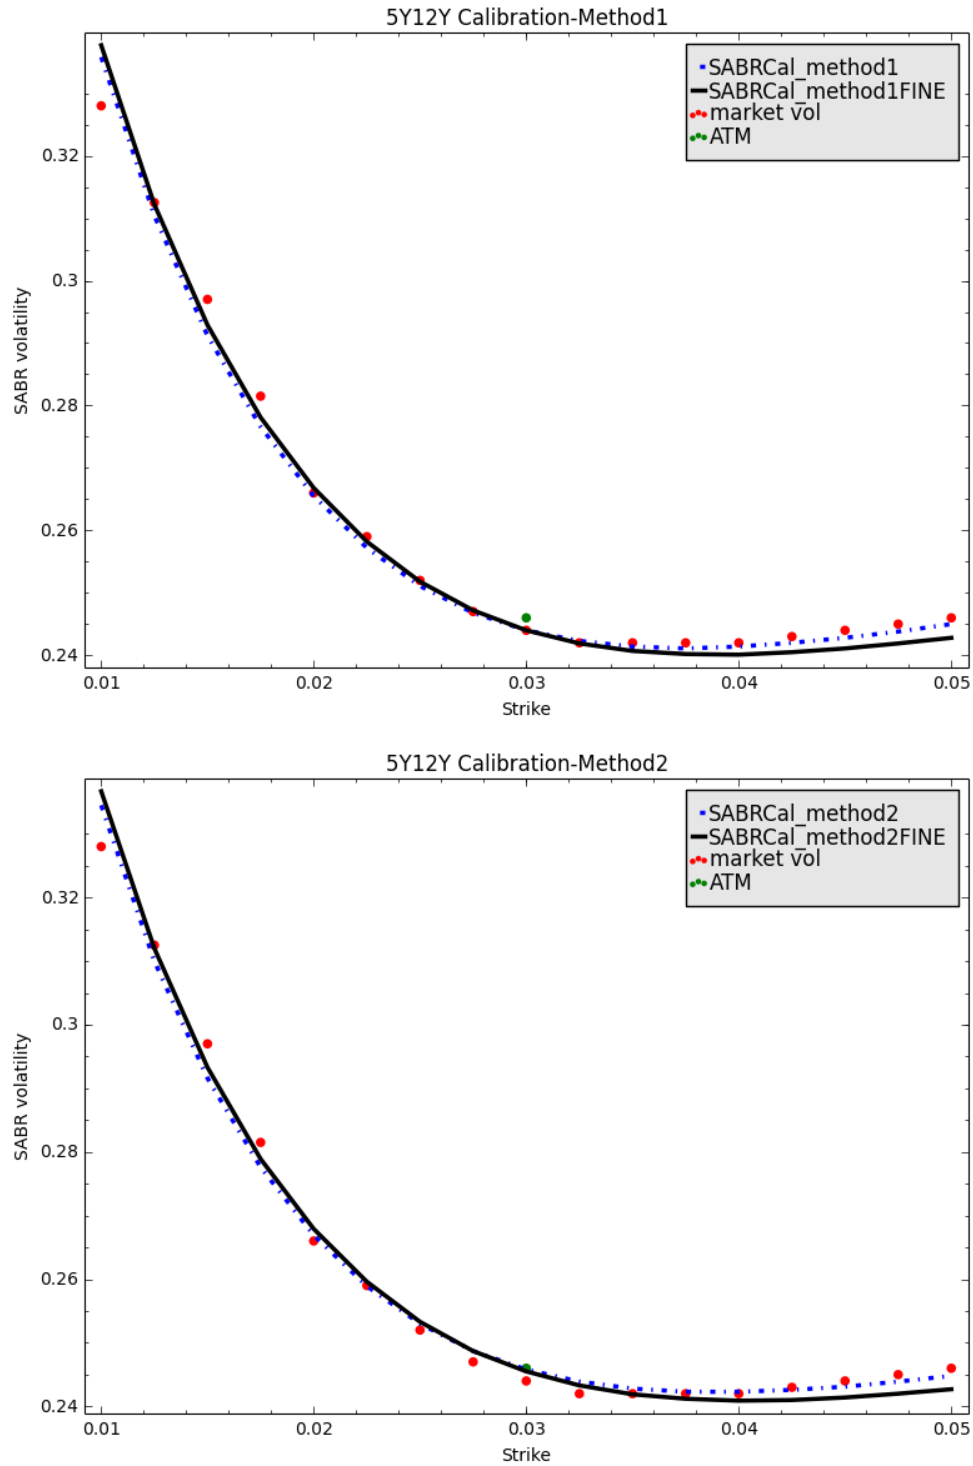 5Y12Y Calibration-Method1
SABRCal_method1
SABRCal_method1FINE
market vol
ATM
0.32
0.3
0.28
0.26
0.24
SABR volatility
0.01 0.02 0.03 0.04 0.05
Strike
5Y12Y Calibration-Method2
SABRCal_method2
SABRCal_method2FINE
market vol
ATM
0.32
0.3
0.28
0.26
0.24
SABR volatility
0.01 0.02 0.03 0.04 0.05
Strike